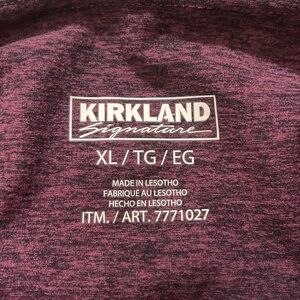 KIRKLAND
Signature
XL / TG / EG
MADE IN LESOTHO
FABRIQUÉ AU LESOTHO
HECHO EN LESOTHO
ITM. / ART. 7771027